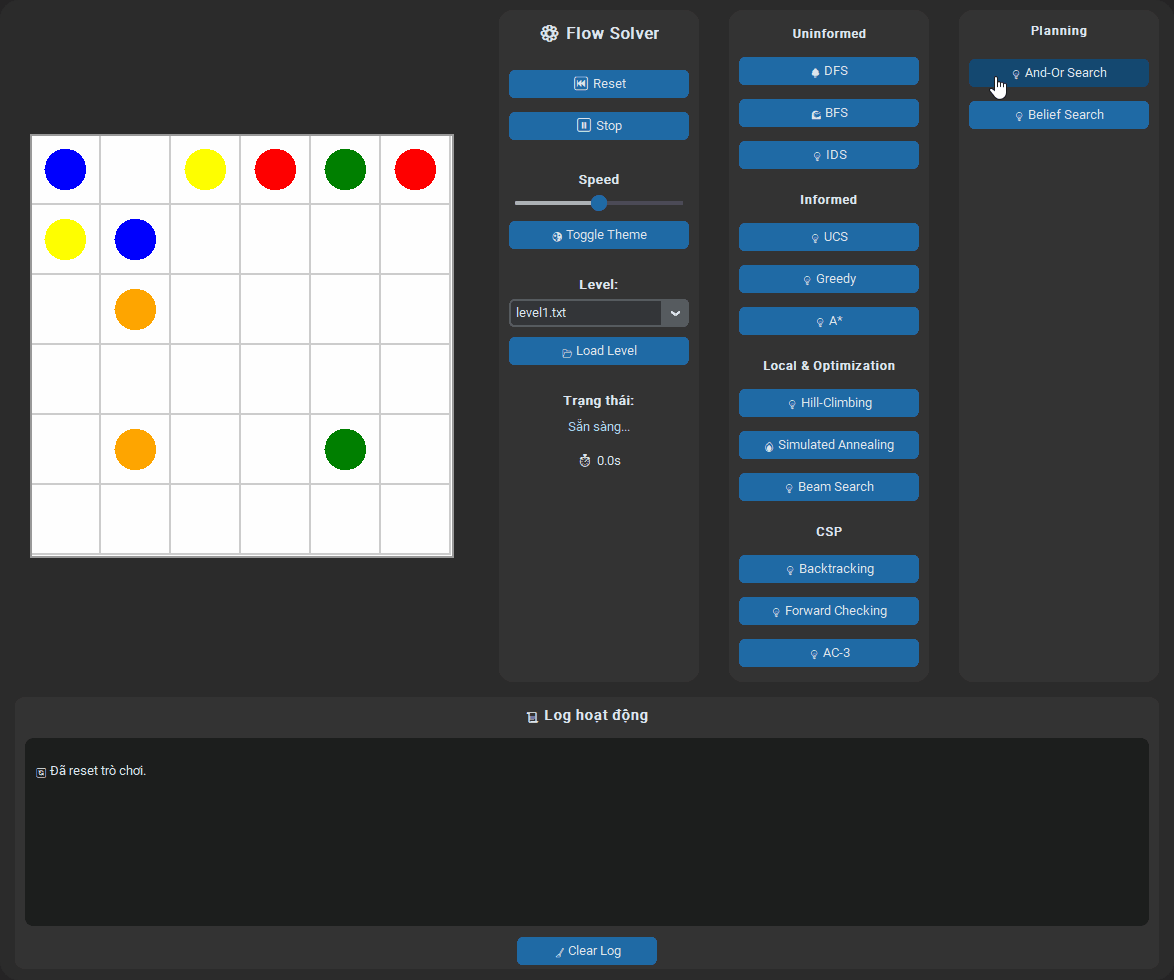 Flow Solver
Reset
Stop
Speed
Toggle Theme
Level:
level1.txt
Load Level
Trạng thái:
Sẵn sàng...
0.0s
Uninformed
DFS
BFS
IDS
Informed
UCS
Greedy
A*
Local & Optimization
Hill-Climbing
Simulated Annealing
Beam Search
CSP
Backtracking
Forward Checking
AC-3
Planning
And-Or Search
Belief Search
Log hoạt động
Đã reset trò chơi.
Clear Log